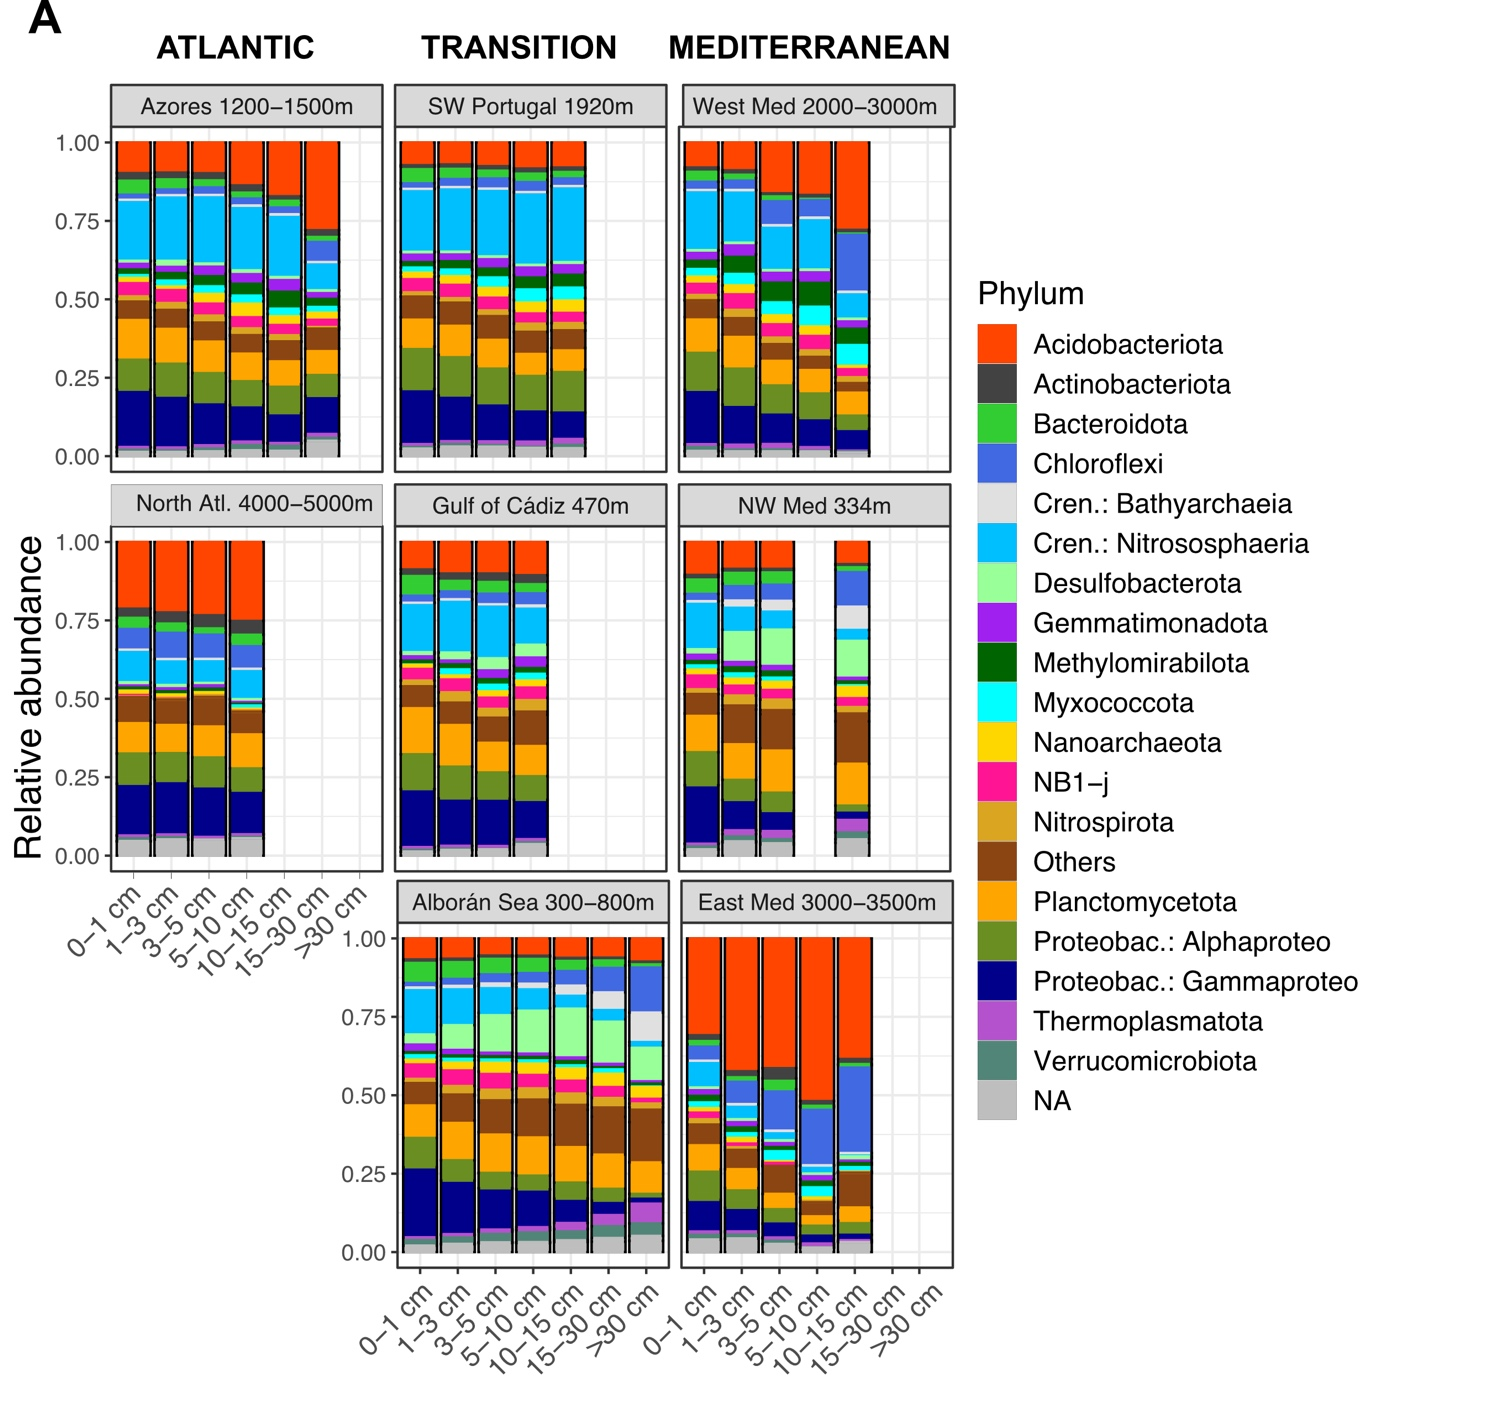 A
ATLANTIC
TRANSITION
MEDITERRANEAN
Azores 1200–1500m
SW Portugal 1920m
West Med 2000–3000m
1.00
0.75
0.50
0.25
0.00
North Atl. 4000–5000m
Gulf of Cádiz 470m
NW Med 334m
1.00
0.75
0.50
0.25
0.00
Relative abundance
0–1 cm
1–3 cm
3–5 cm
5–10 cm
10–15 cm
15–30 cm
>30 cm
Alborán Sea 300–800m
East Med 3000–3500m
1.00
0.75
0.50
0.25
0.00
0–1 cm
1–3 cm
3–5 cm
5–10 cm
10–15 cm
15–30 cm
>30 cm
0–1 cm
1–3 cm
3–5 cm
5–10 cm
10–15 cm
15–30 cm
>30 cm
Phylum
Acidobacteriota
Actinobacteriota
Bacteroidota
Chloroflexi
Cren.: Bathyarchaeia
Cren.: Nitrososphaeria
Desulfobacterota
Gemmatimonadota
Methylomirabilota
Myxococcota
Nanoarchaeota
NB1–j
Nitrospirota
Others
Planctomycetota
Proteobac.: Alphaproteo
Proteobac.: Gammaproteo
Thermoplasmatota
Verrucomicrobiota
NA